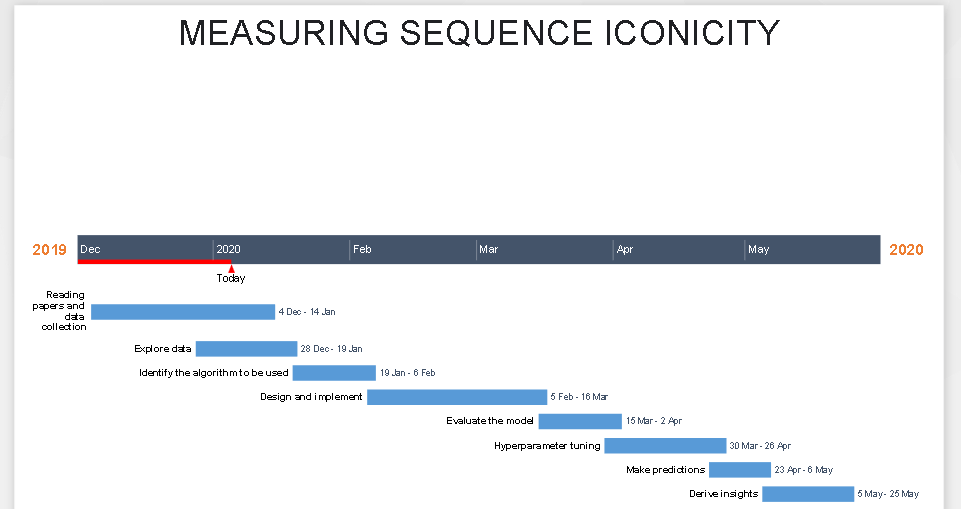 MEASURING SEQUENCE ICONICITY
2019 Dec 2020 Feb Mar Apr May 2020
Today
Reading
papers and
data
collection
4 Dec - 14 Jan
Explore data 28 Dec - 19 Jan
Identify the algorithm to be used 19 Jan - 6 Feb
Design and implement 5 Feb - 16 Mar
Evaluate the model 15 Mar - 2 Apr
Hyperparameter tuning 30 Mar - 26 Apr
Make predictions 23 Apr - 6 May
Derive insights 5 May - 25 May